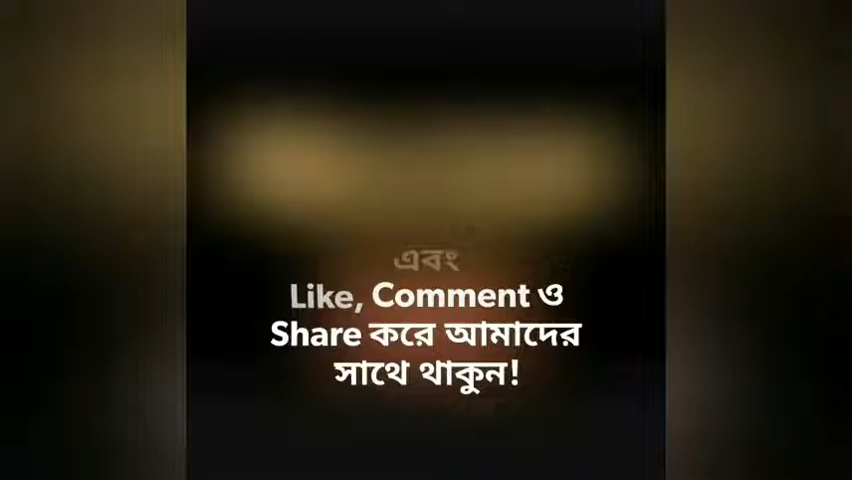 এবং
Like, Comment ও
Share করে আমাদের
সাথে থাকুন!